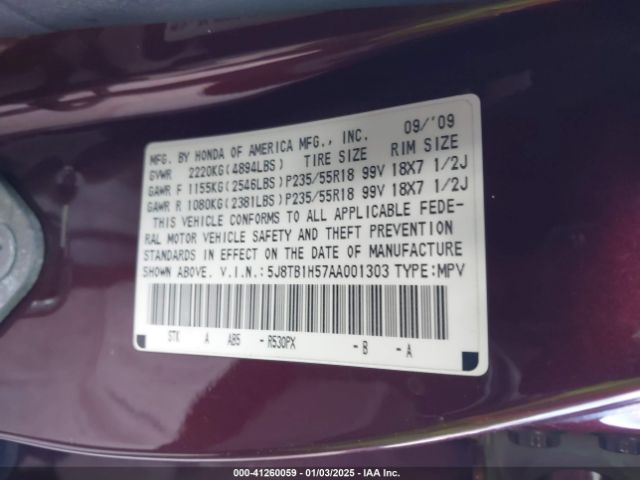 09/'09
MFG. BY HONDA OF AMERICA MFG., INC.
GVWR 2220KG(4894LBS) TIRE SIZE RIM SIZE
GAWR F 1155KG(2546LBS)P235/55R18 99V 18X7 1/2J
GAWR R 1080KG(2381LBS)P235/55R18 99V 18X7 1/2J
THIS VEHICLE CONFORMS TO ALL APPLICABLE FEDE-
RAL MOTOR VEHICLE SAFETY AND THEFT PREVENTION
STANDARDS IN EFFECT ON THE DATE OF MANUFACTURE
SHOWN ABOVE. V.I.N.:5J8TB1H57AA001303 TYPE:MPV
STK A AB5 - R530PX - B - A
000-41260059 - 01/03/2025 - IAA Inc.